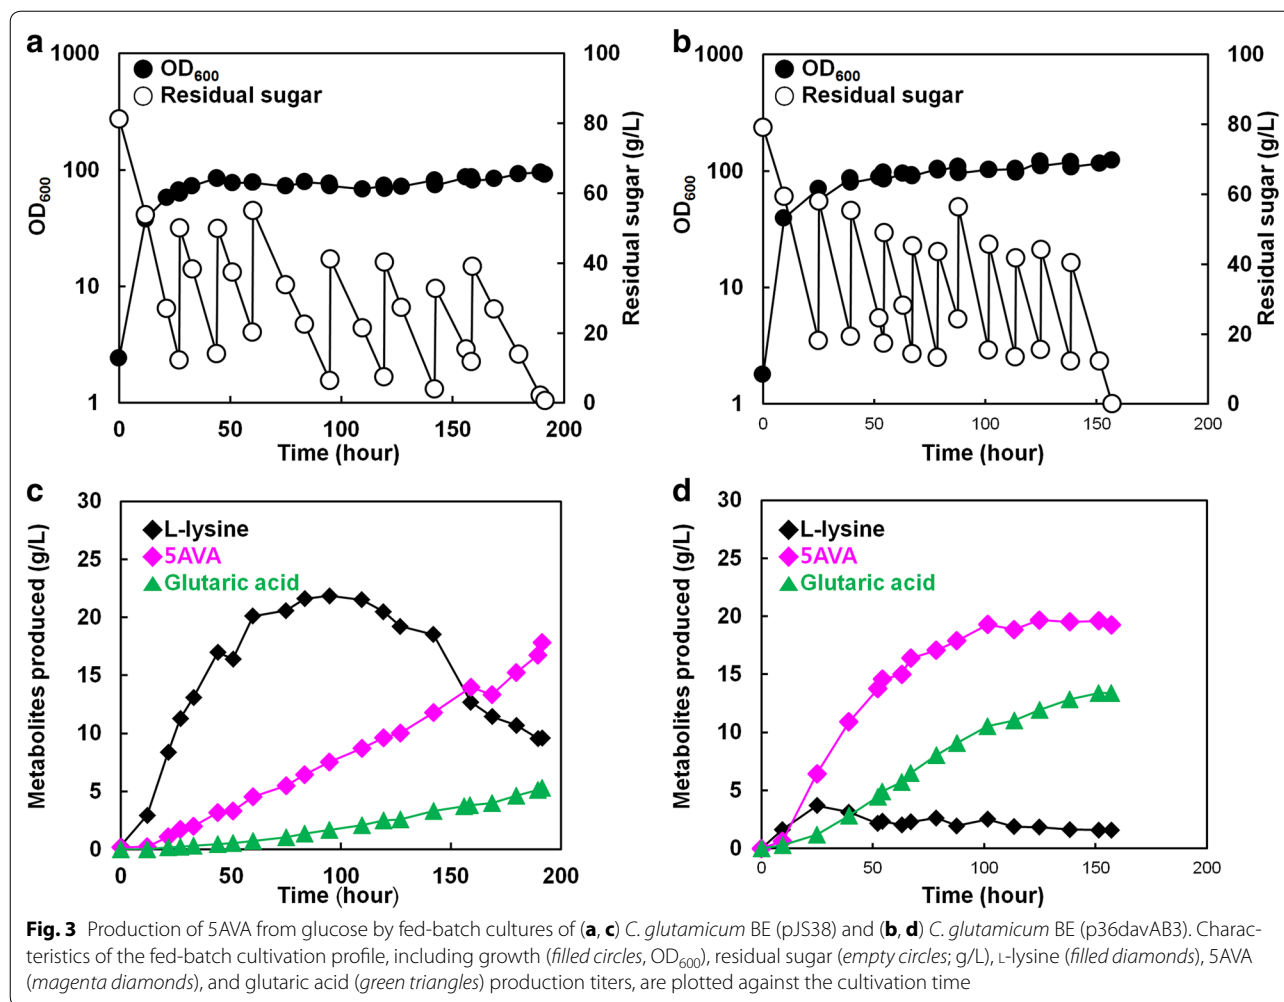 a
1000
100
10
1
OD600
OD600
Residual sugar
100
80
60
40
20
0
Residual sugar (g/L)
0 50 100 150 200
Time (hour)
b
1000
100
10
1
OD600
OD600
Residual sugar
100
80
60
40
20
0
Residual sugar (g/L)
0 50 100 150 200
Time (hour)
c
30
25
20
15
10
5
0
Metabolites produced (g/L)
L-lysine
5AVA
Glutaric acid
0 50 100 150 200
Time (hour)
d
30
25
20
15
10
5
0
Metabolites produced (g/L)
L-lysine
5AVA
Glutaric acid
0 50 100 150 200
Time (hour)
Fig. 3 Production of 5AVA from glucose by fed-batch cultures of (a, c) C. glutamicum BE (pJS38) and (b, d) C. glutamicum BE (p36davAB3). Charac-
teristics of the fed-batch cultivation profile, including growth (filled circles, OD600), residual sugar (empty circles; g/L), L-lysine (filled diamonds), 5AVA
(magenta diamonds), and glutaric acid (green triangles) production titers, are plotted against the cultivation time